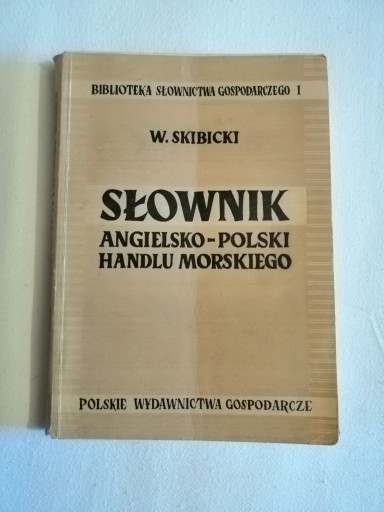 BIBLIOTEKA SŁOWNICTWA GOSPODARCZEGO I
W. SKIBICKI
SŁOWNIK
ANGIELSKO-POLSKI
HANDLU MORSKIEGO
POLSKIE WYDAWNICTWA GOSPODARCZE